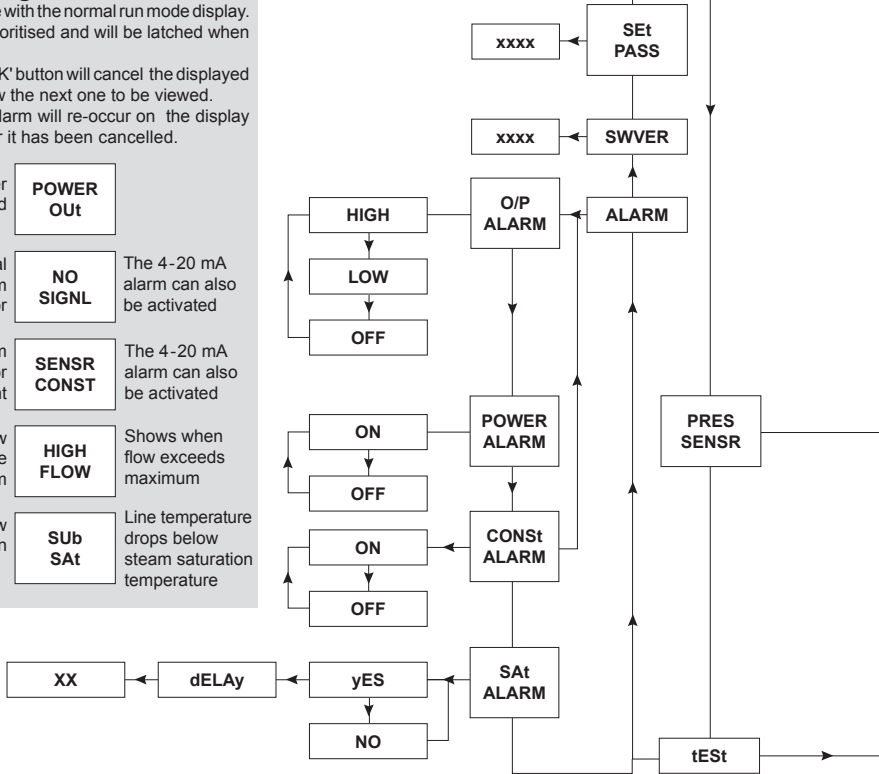 with the normal run mode display.
oritised and will be latched when
K' button will cancel the displayed
the next one to be viewed.
larm will re-occur on the display
it has been cancelled.
POWER
OUt
NO
SIGNL
The 4-20 mA
alarm can also
be activated
SENSR
CONST
The 4-20 mA
alarm can also
be activated
HIGH
FLOW
Shows when
flow exceeds
maximum
SUb
SAt
Line temperature
drops below
steam saturation
temperature
xxxx
SEt
PASS
xxxx
SWVER
HIGH
O/P
ALARM
ALARM
LOW
OFF
ON
POWER
ALARM
PRES
SENSR
OFF
ON
CONSt
ALARM
OFF
XX
dELAy
yES
SAt
ALARM
NO
tESt